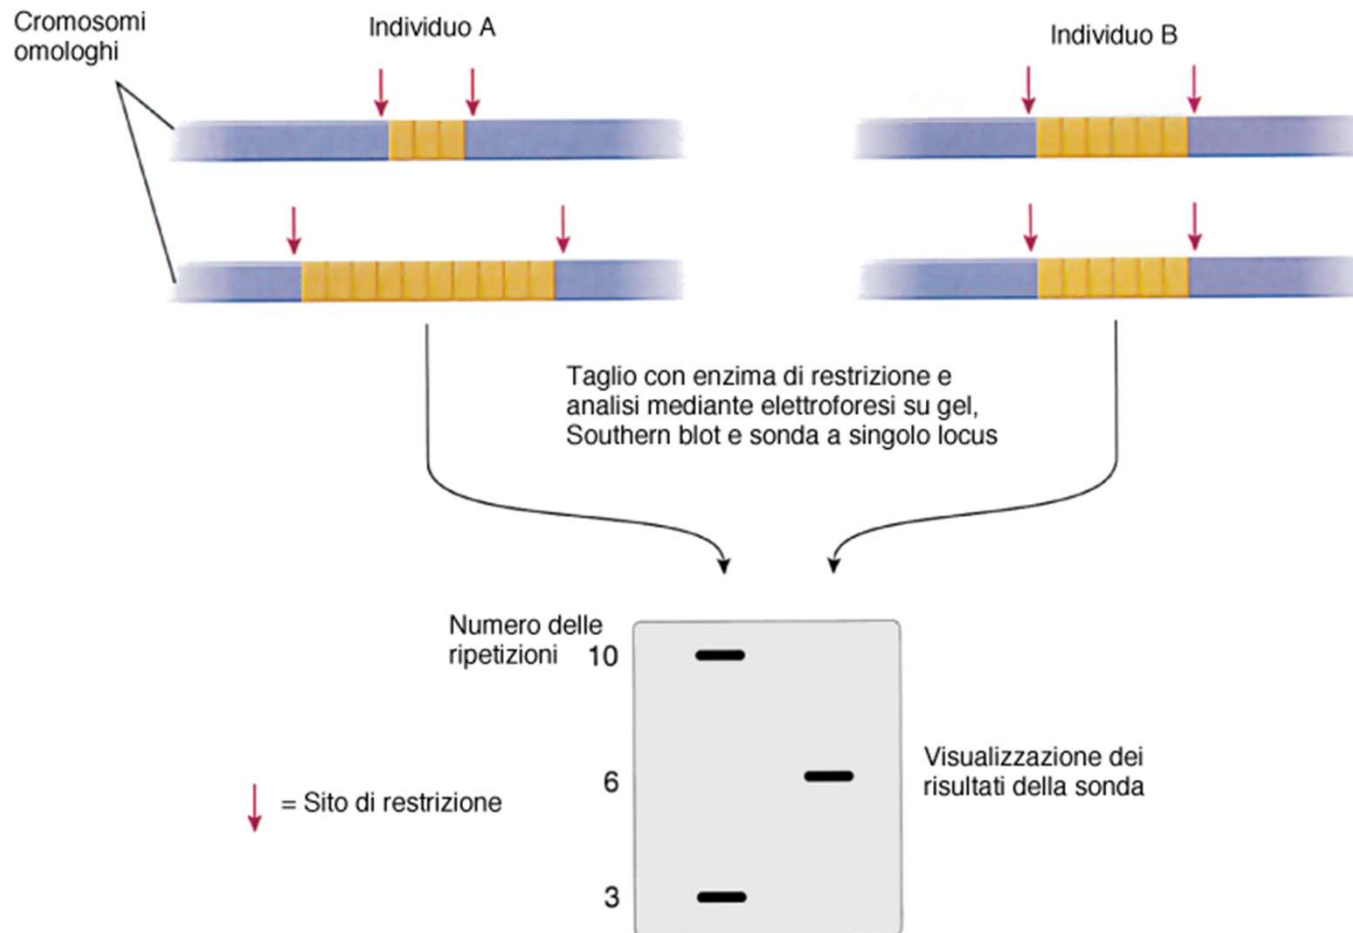 Cromosomi
omologhi
Individuo A
Individuo B
Taglio con enzima di restrizione e
analisi mediante elettroforesi su gel,
Southern blot e sonda a singolo locus
Numero delle
ripetizioni 10
6
3
Visualizzazione dei
risultati della sonda
= Sito di restrizione